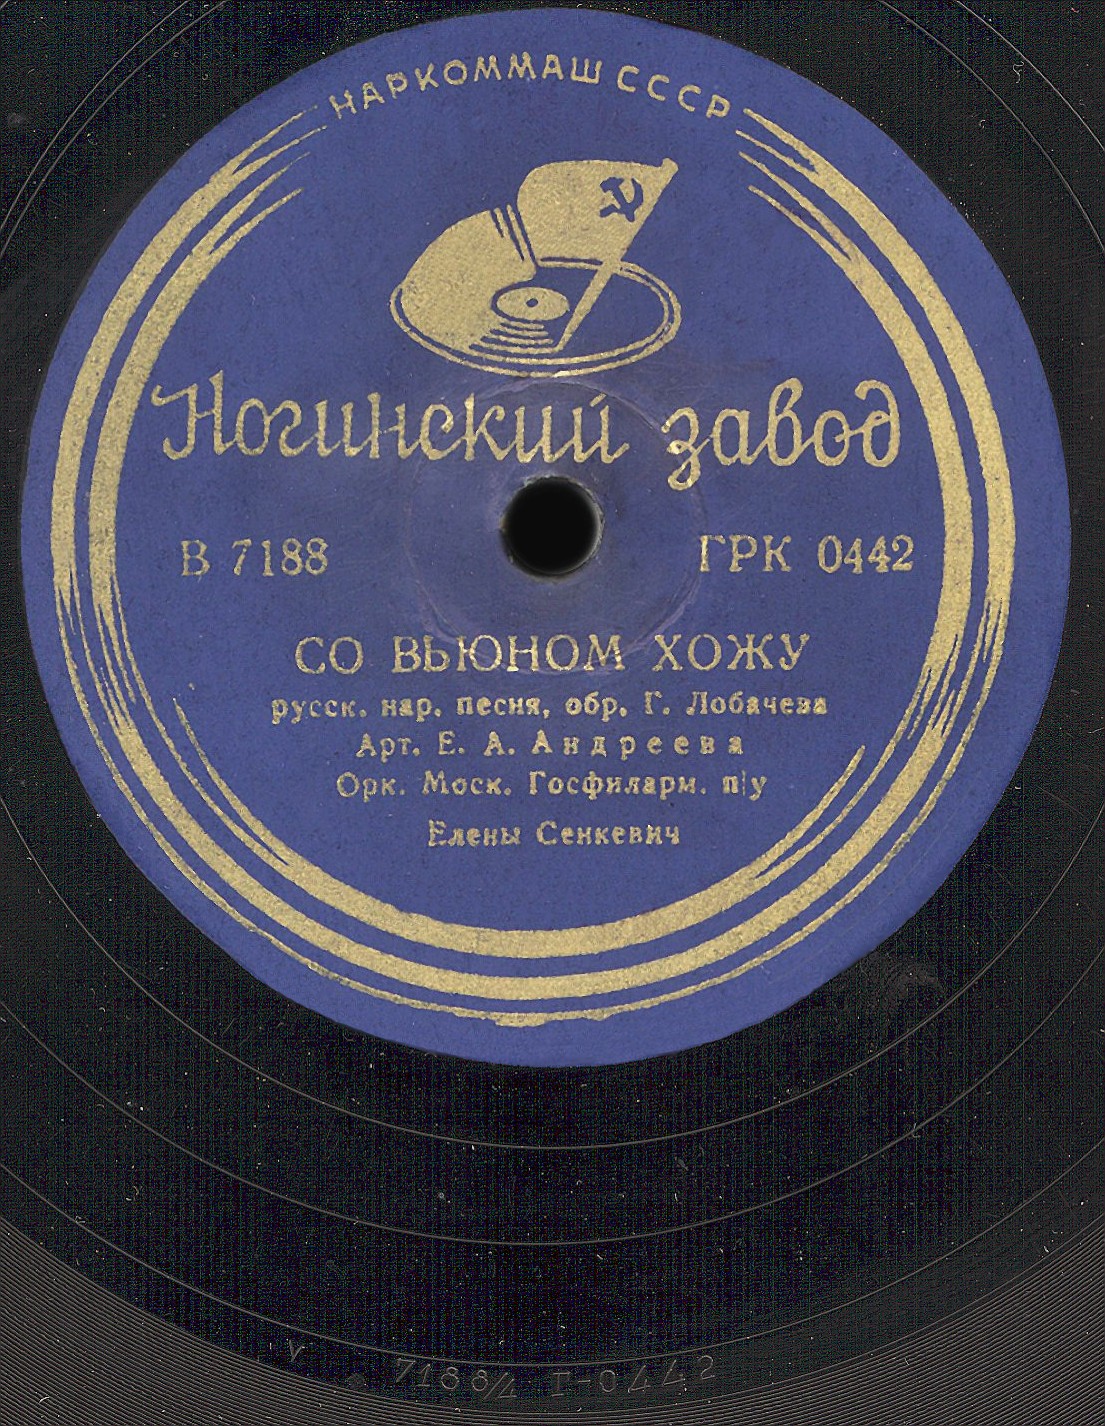 НАРКОММАШ СССР
Ногинский завод
В 7188 ГРК 0442
СО ВЬЮНОМ ХОЖУ
русск. нар. песня, обр. Г. Лобачева
Арт. Е. А. Андреева
Орк. Моск. Госфиларм. п/у
Елены Сенкевич
7188/4 Г-0442